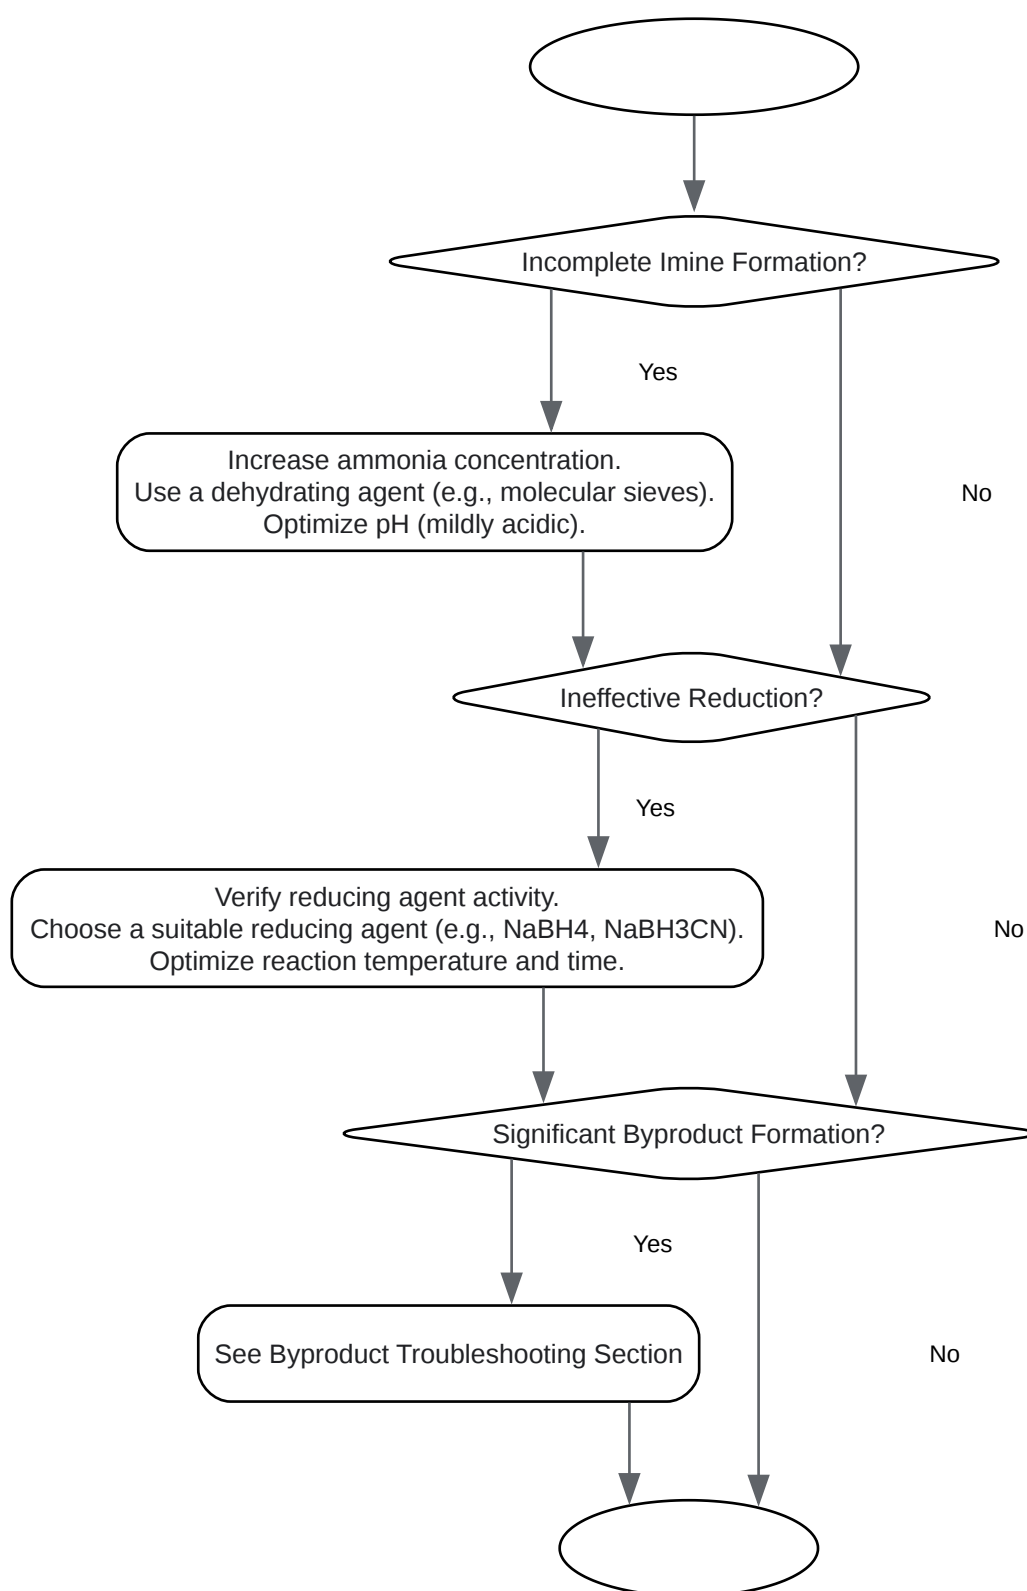 Incomplete Imine Formation?
Yes
Increase ammonia concentration.
Use a dehydrating agent (e.g., molecular sieves).
Optimize pH (mildly acidic).
No
Ineffective Reduction?
Yes
Verify reducing agent activity.
Choose a suitable reducing agent (e.g., NaBH4, NaBH3CN).
Optimize reaction temperature and time.
No
Significant Byproduct Formation?
Yes
See Byproduct Troubleshooting Section
No